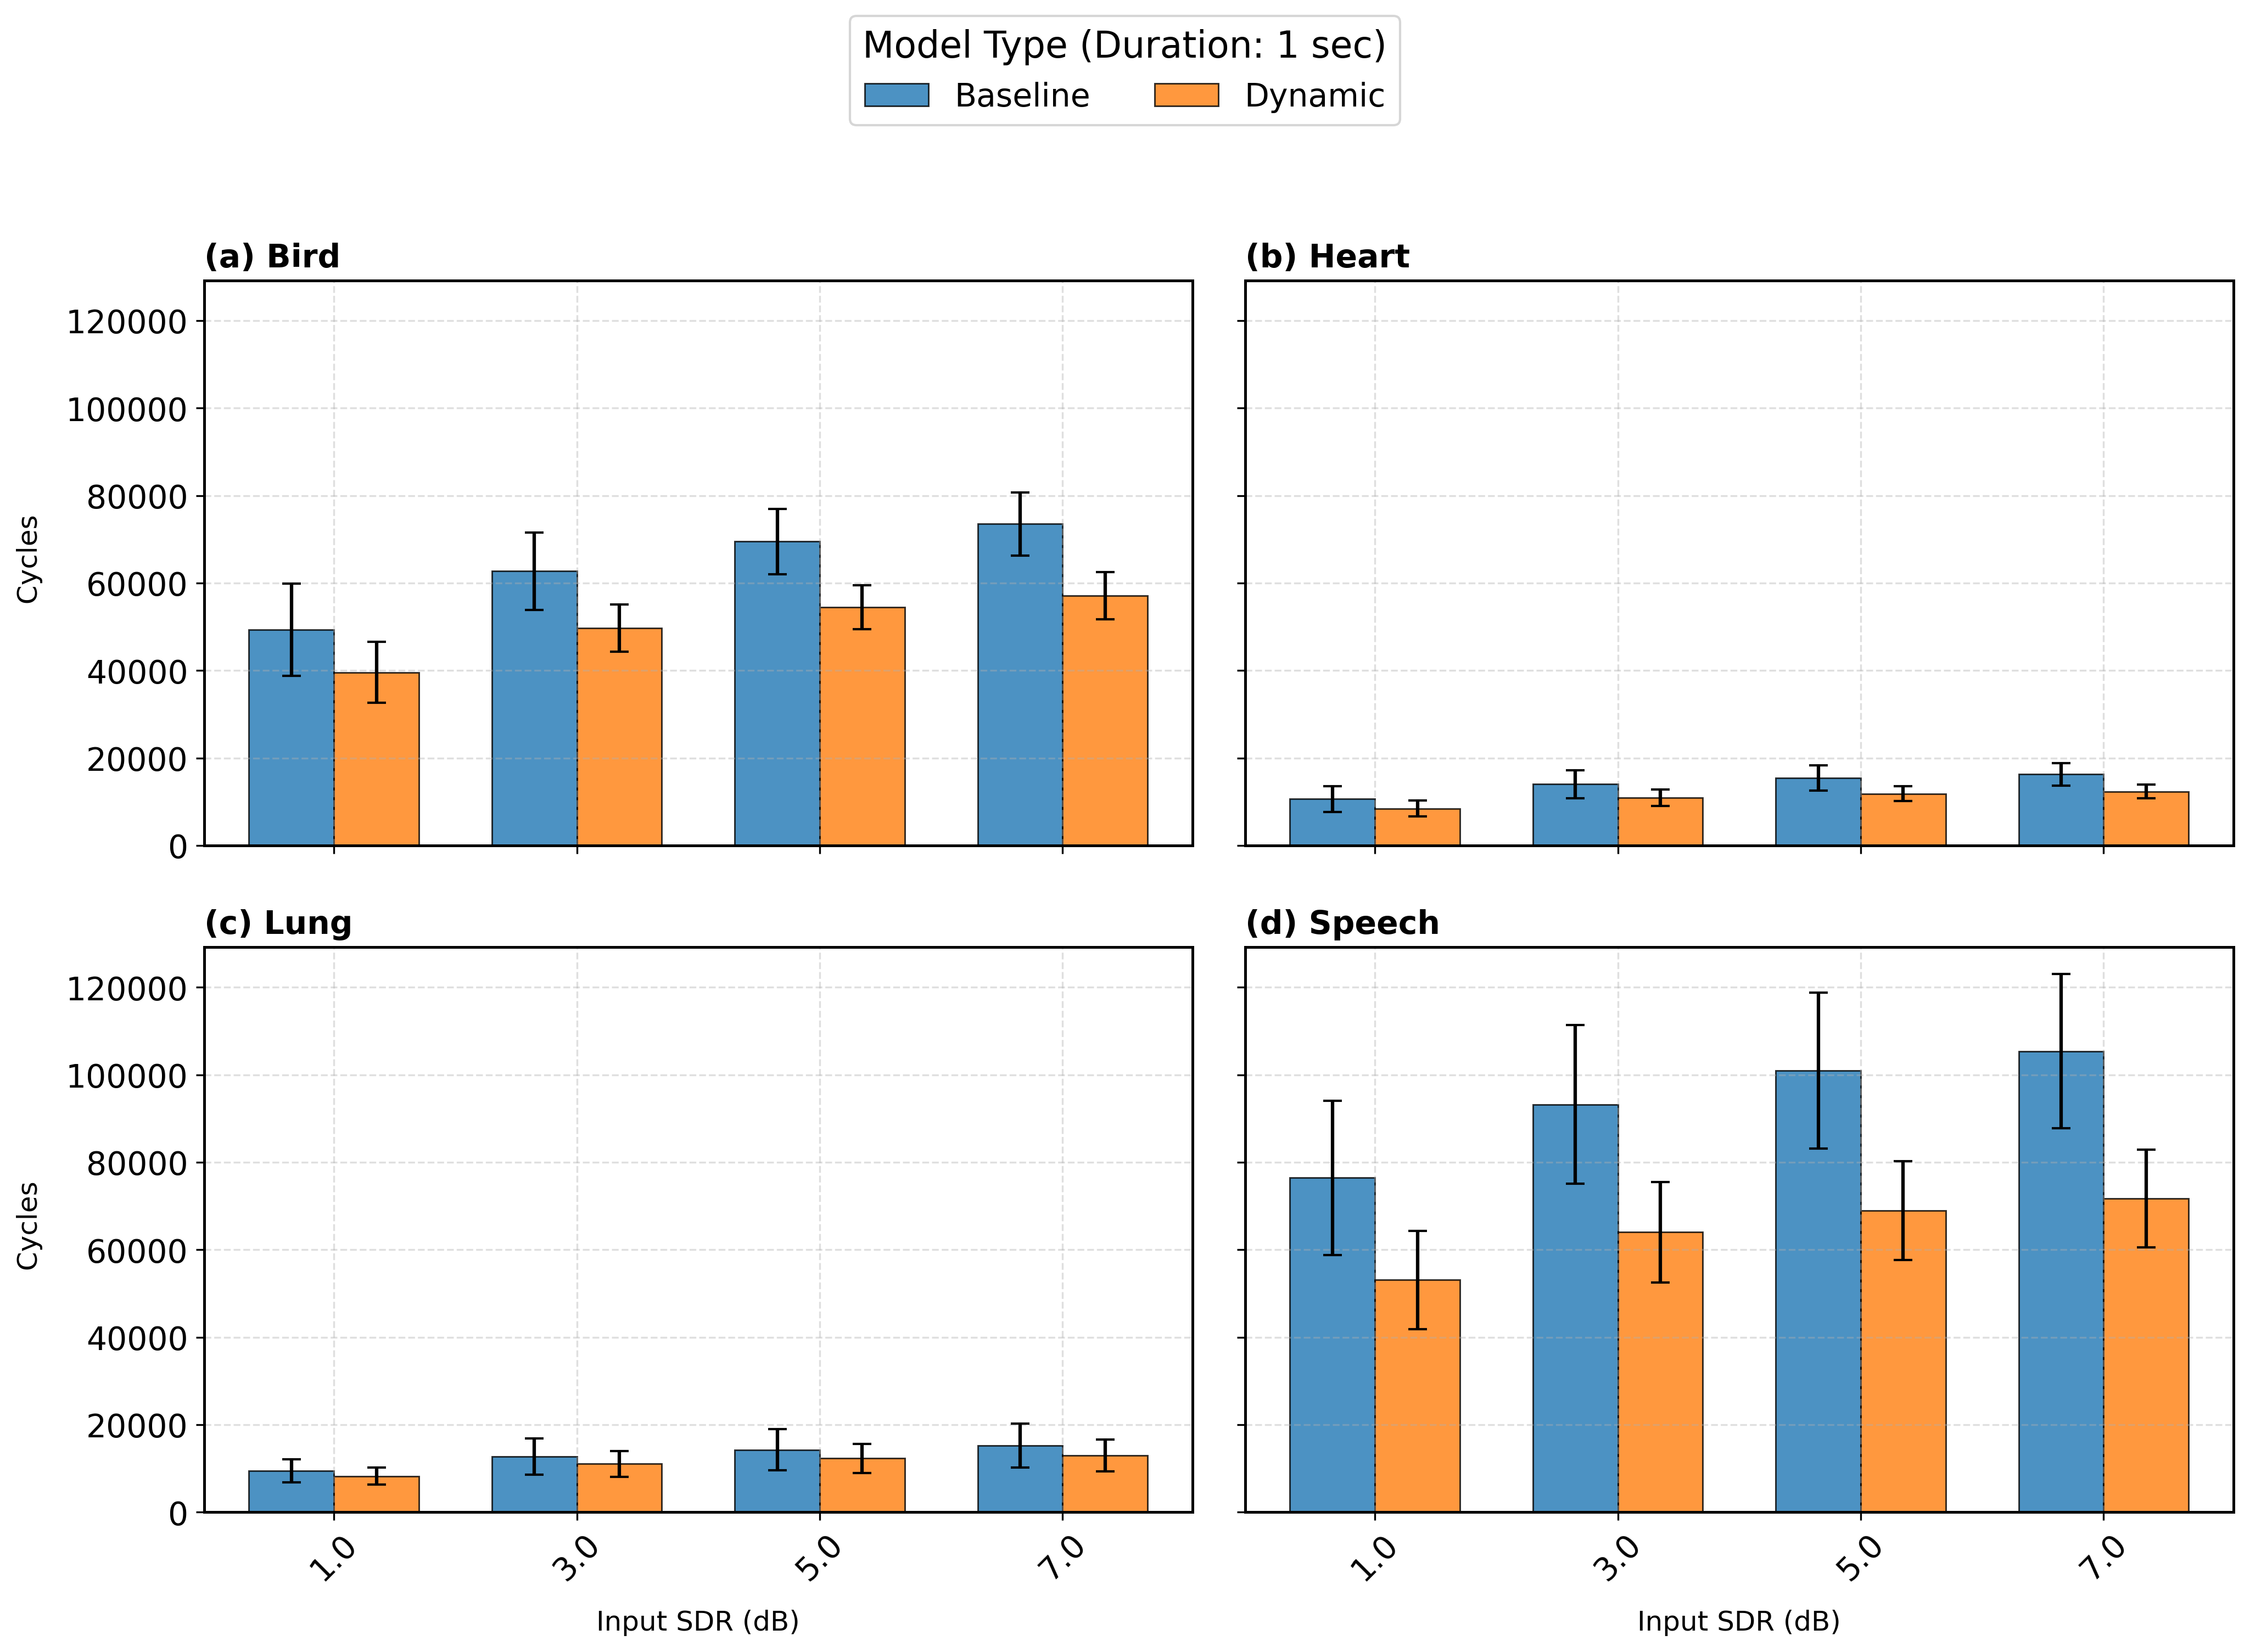 Model Type (Duration: 1 sec)
Baseline Dynamic
(a) Bird
(b) Heart
120000
100000
80000
60000
40000
20000
0
Cycles
(c) Lung
(d) Speech
120000
100000
80000
60000
40000
20000
0
Cycles
1.0 3.0 5.0 7.0
1.0 3.0 5.0 7.0
Input SDR (dB)
Input SDR (dB)